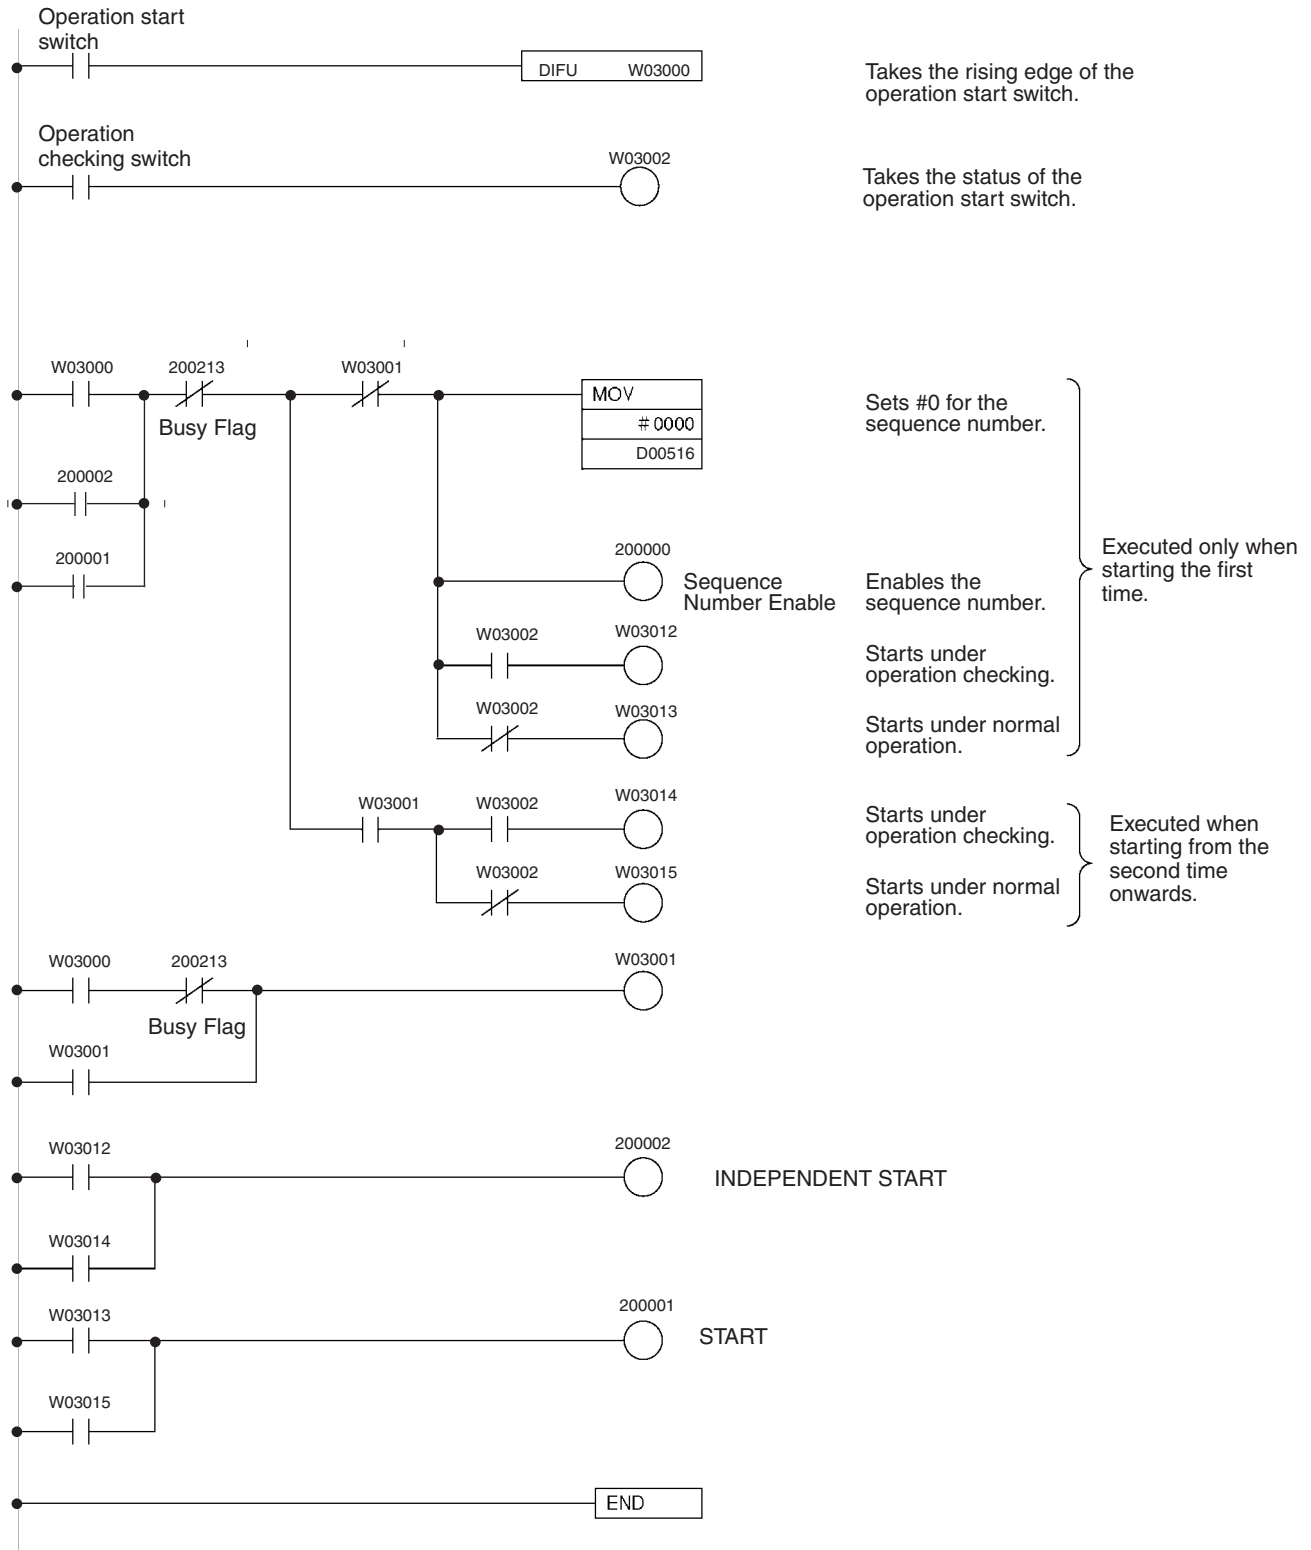 Operation start
switch
DIFU W03000
Takes the rising edge of the
operation start switch.
Operation
checking switch
W03002
Takes the status of the
operation start switch.
W03000
200213
Busy Flag
W03001
MOV
# 0000
D00516
Sets #0 for the
sequence number.
200002
200001
200000
Sequence
Number Enable
Enables the
sequence number.
Executed only when
starting the first
time.
W03002
W03012
Starts under
operation checking.
W03002
W03013
Starts under normal
operation.
W03001
W03002
W03014
Starts under
operation checking.
Executed when
starting from the
second time
onwards.
W03002
W03015
Starts under normal
operation.
W03000
200213
Busy Flag
W03001
W03001
W03012
200002
INDEPENDENT START
W03014
W03013
200001
START
W03015
END